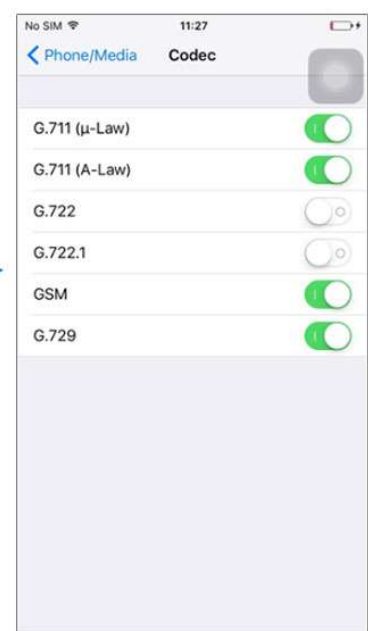 No SIM 11:27
Phone/Media Codec
G.711 (μ-Law)
G.711 (A-Law)
G.722
G.722.1
GSM
G.729